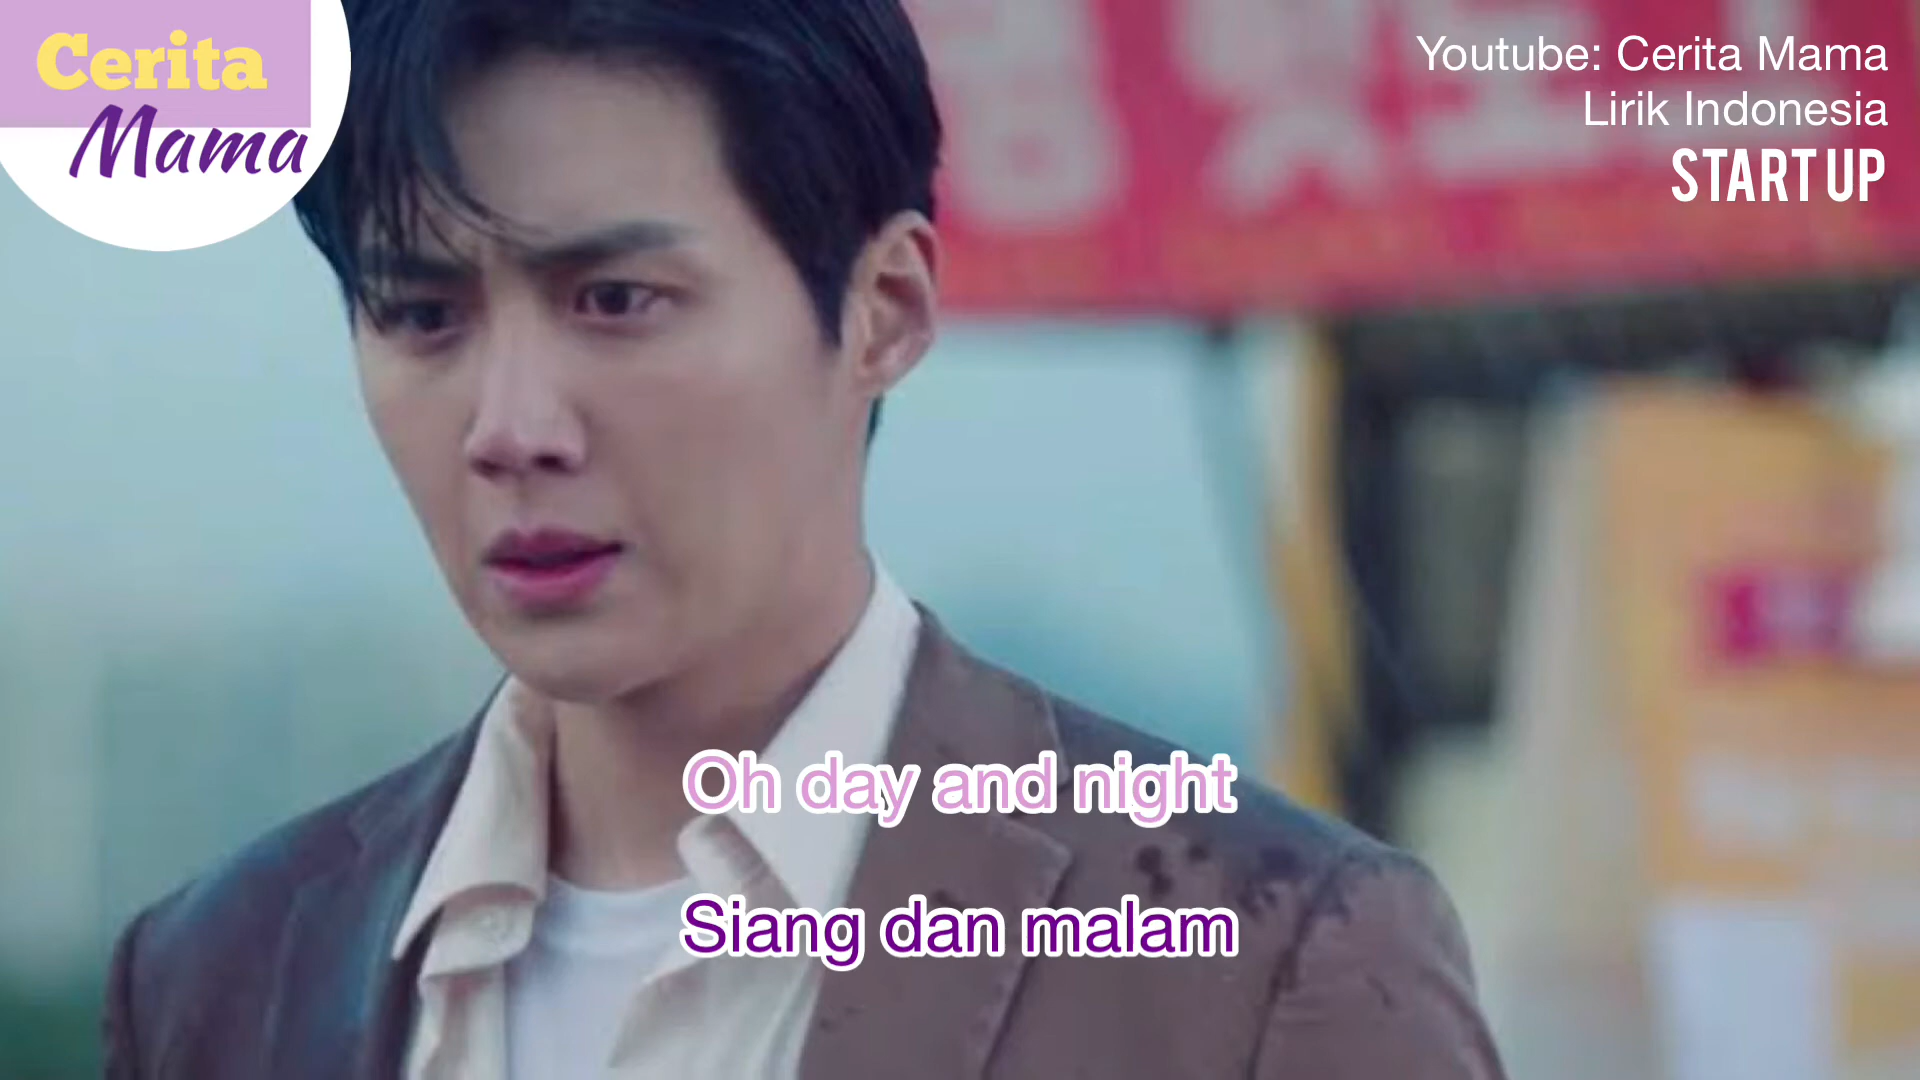 Cerita
Mama
Youtube: Cerita Mama
Lirik Indonesia
START UP
Oh day and night
Siang dan malam